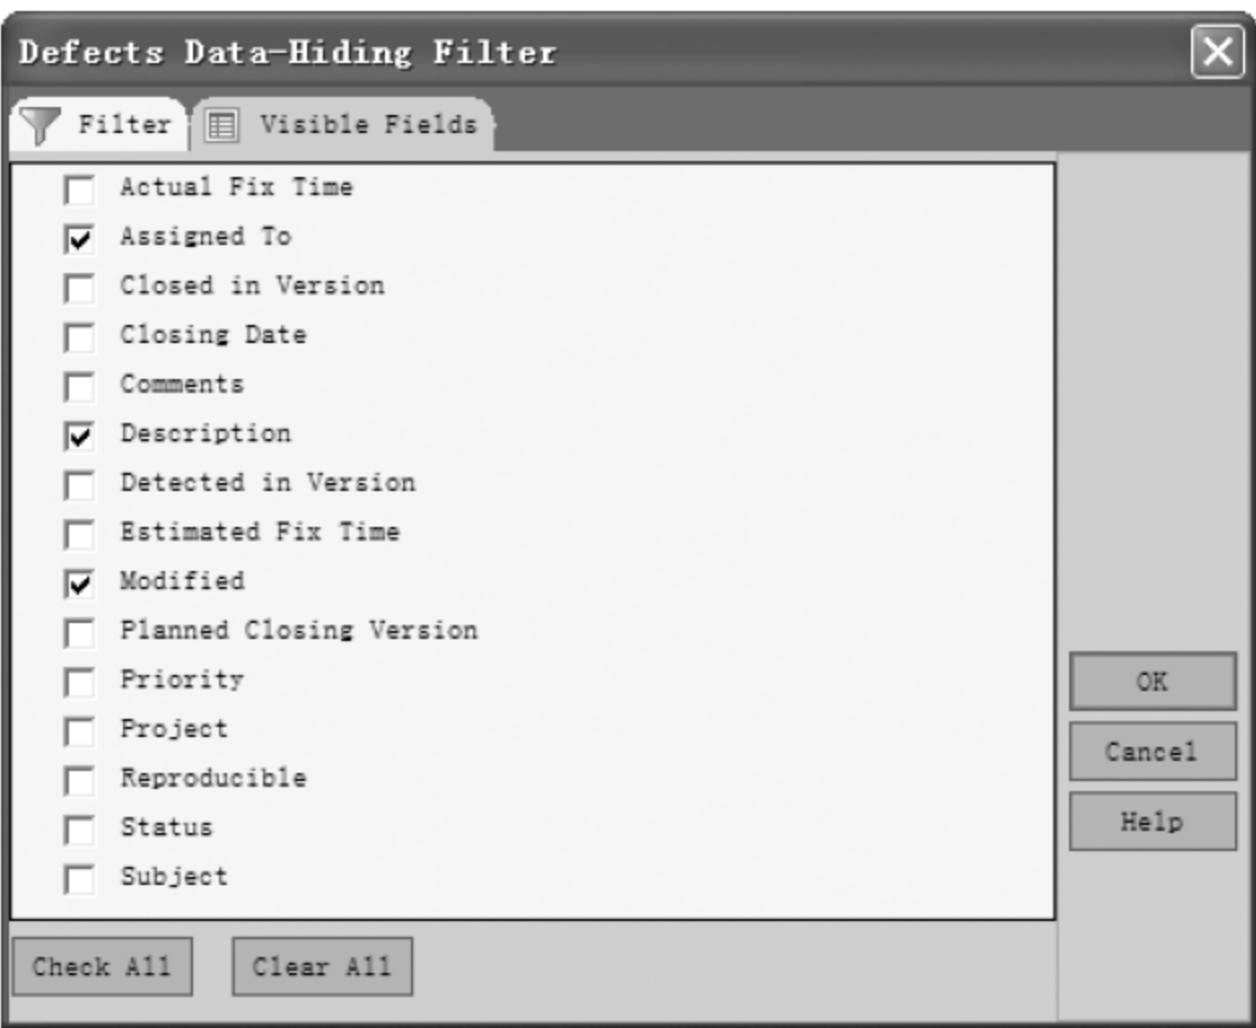 Defects Data-Hiding Filter
Filter
Visible Fields
Actual Fix Time
Assigned To
Closed in Version
Closing Date
Comments
Description
Detected in Version
Estimated Fix Time
Modified
Planned Closing Version
Priority
Project
Reproducible
Status
Subject
OK
Cancel
Help
Check All
Clear All